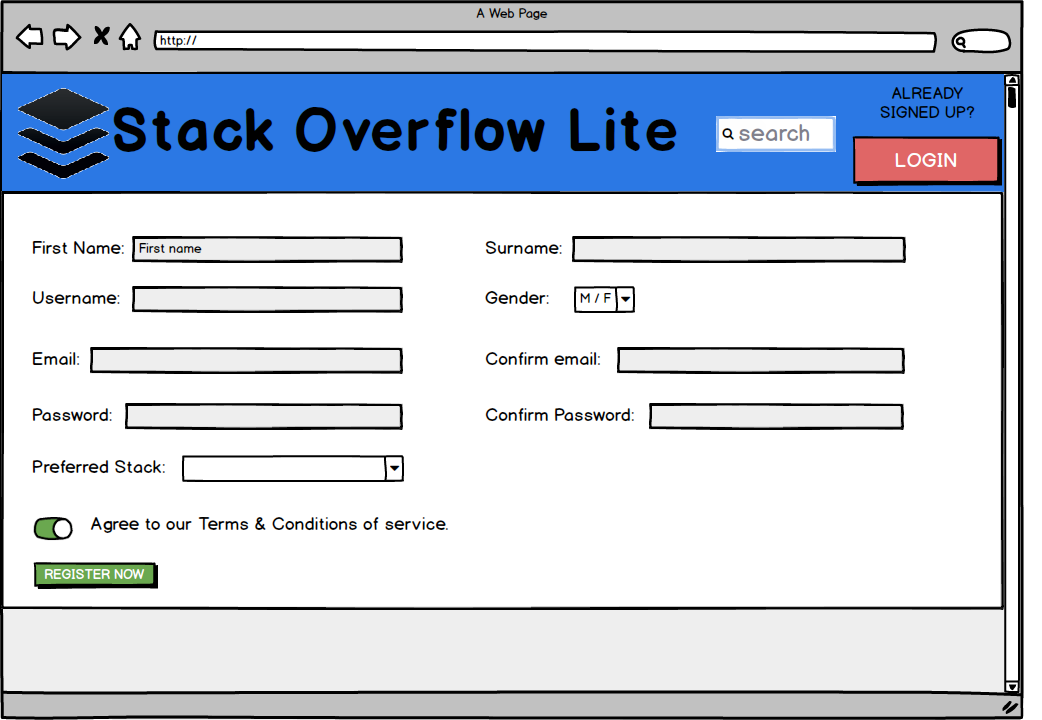 A Web Page
http://
ALREADY
SIGNED UP?
Stack Overflow Lite
search
LOGIN
First Name: First name
Surname:
Username:
Gender: M / F
Email:
Confirm email:
Password:
Confirm Password:
Preferred Stack:
Agree to our Terms & Conditions of service.
REGISTER NOW